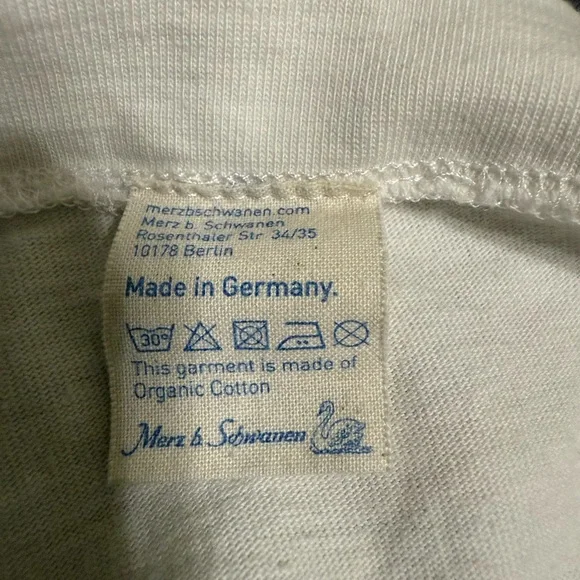 merzbschwanen.com
Merz b. Schwanen
Rosenthaler Str 34/35
10178 Berlin
Made in Germany.
30°
This garment is made of
Organic Cotton
Merz b. Schwanen